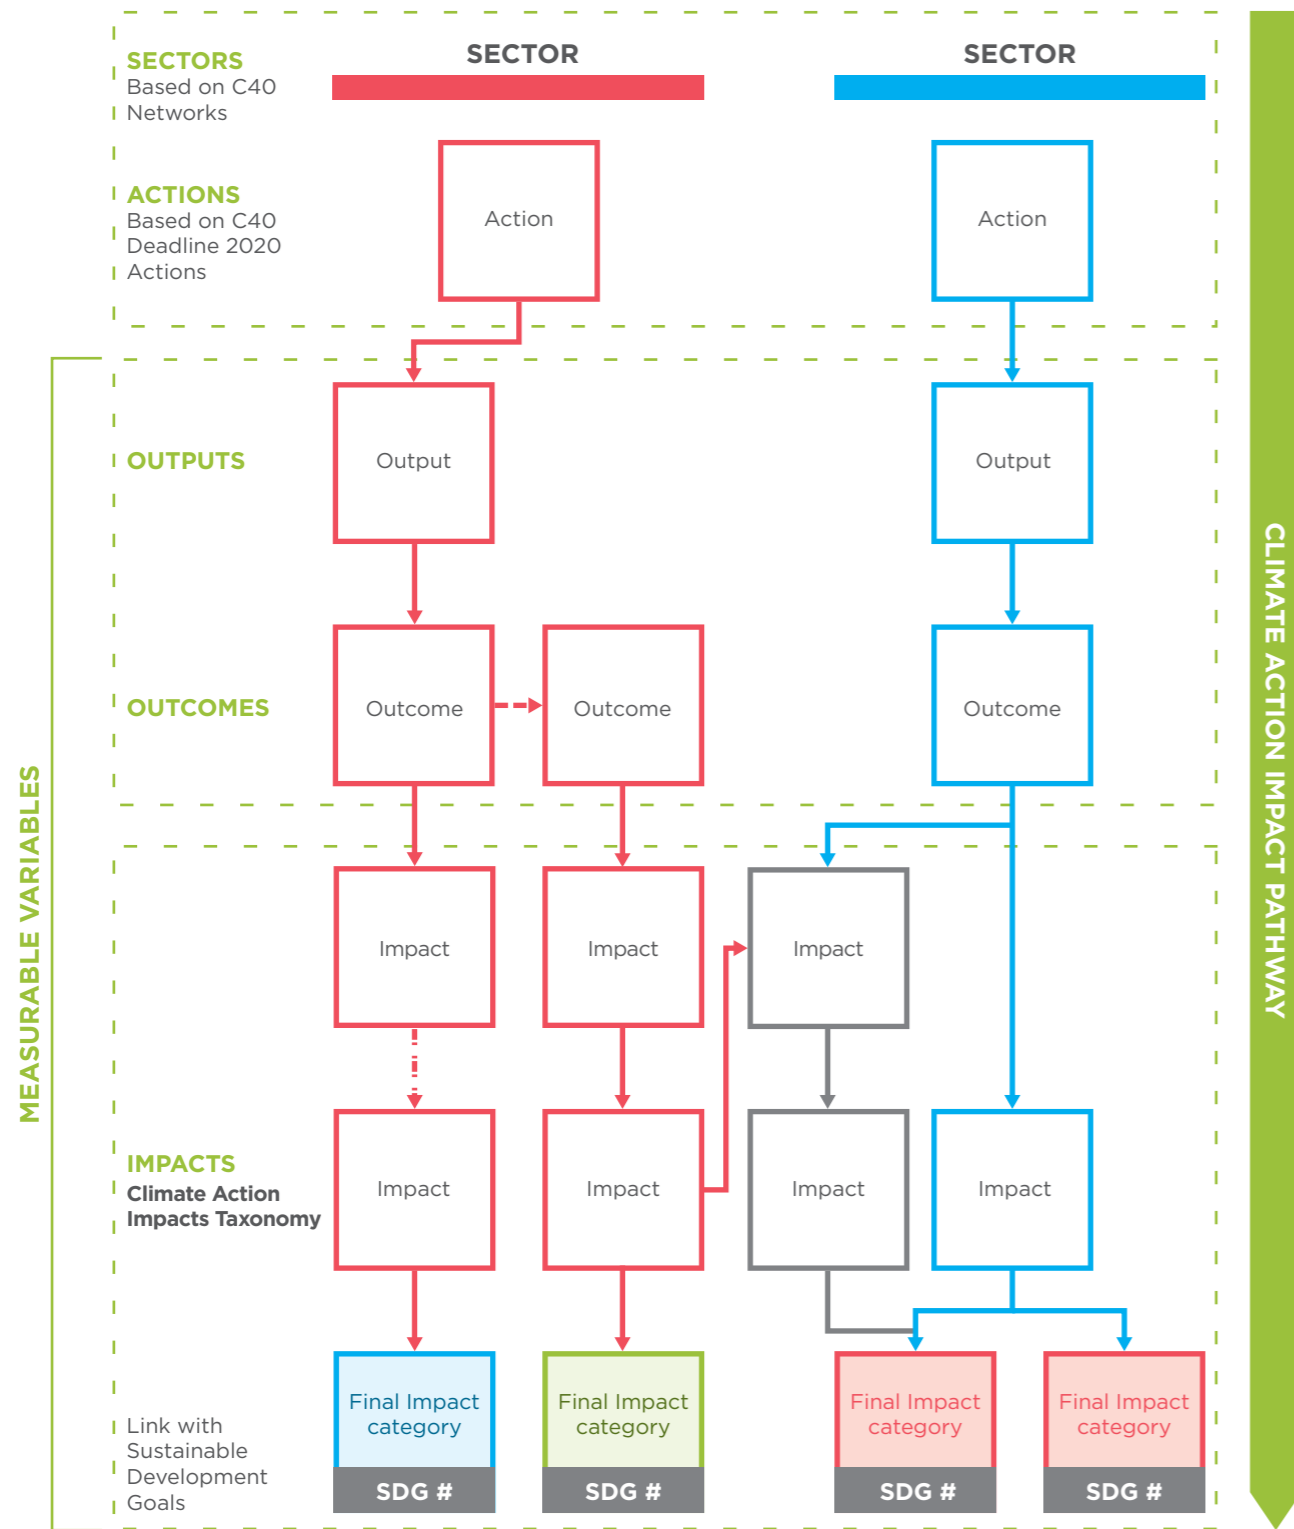 SECTORS
Based on C40
Networks
SECTOR
SECTOR
ACTIONS
Based on C40
Deadline 2020
Actions
Action
Action
OUTPUTS
Output
Output
OUTCOMES
Outcome
Outcome
Outcome
Impact
Impact
Impact
IMPACTS
Climate Action
Impacts Taxonomy
Impact
Impact
Impact
Impact
Link with
Sustainable
Development
Goals
Final Impact
category
SDG #
Final Impact
category
SDG #
Final Impact
category
SDG #
Final Impact
category
SDG #
MEASURABLE VARIABLES
CLIMATE ACTION IMPACT PATHWAY